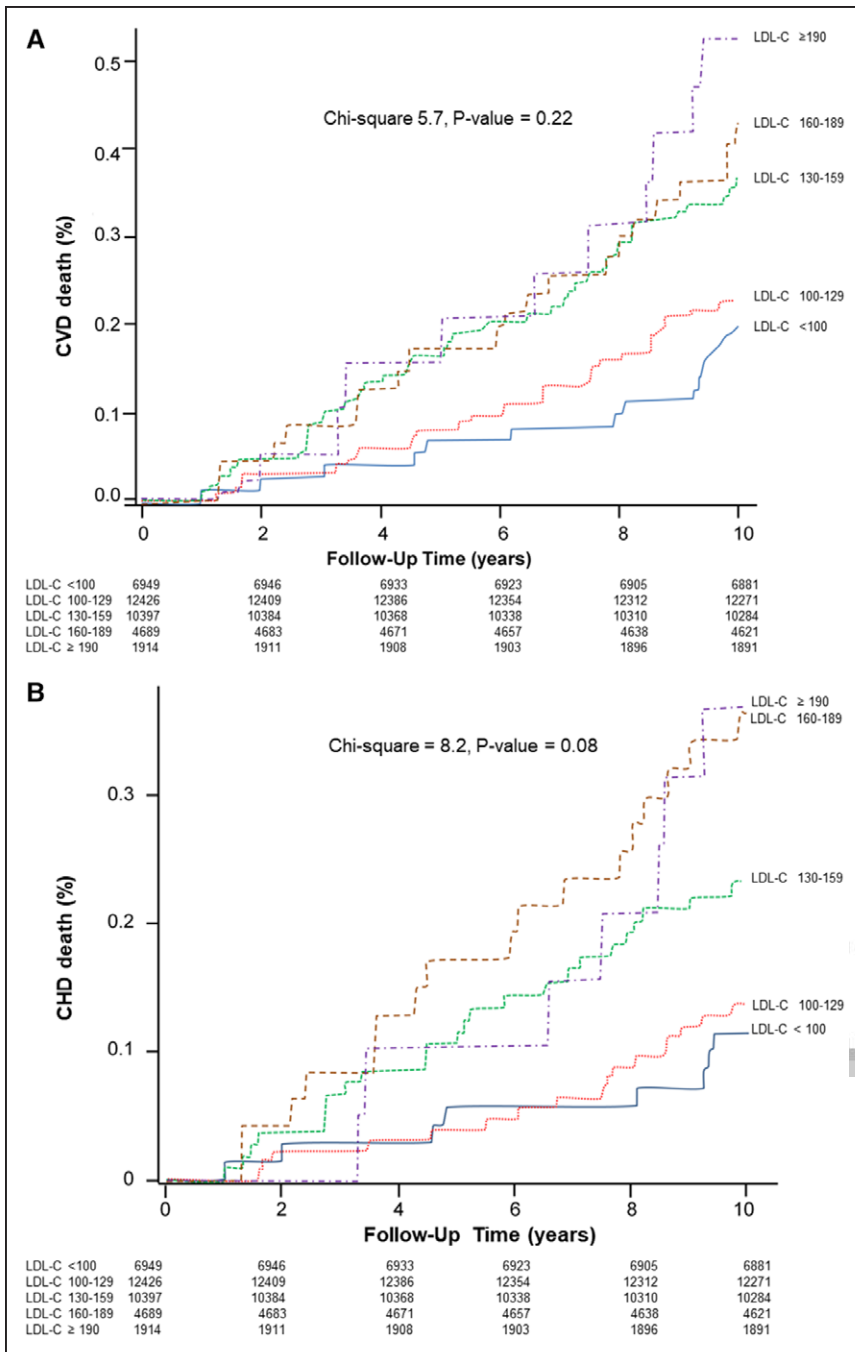 A
LDL-C ≥190
0.5
Chi-square 5.7, P-value = 0.22
LDL-C 160-189
0.4
LDL-C 130-159
0.3
CVD death (%)
LDL-C 100-129
0.2
LDL-C <100
0.1
0.0
0 2 4 6 8 10
Follow-Up Time (years)
LDL-C <100 6949 6946 6933 6923 6905 6881
LDL-C 100-129 12426 12409 12386 12354 12312 12271
LDL-C 130-159 10397 10384 10368 10338 10310 10284
LDL-C 160-189 4689 4683 4671 4657 4638 4621
LDL-C ≥ 190 1914 1911 1908 1903 1896 1891
B
LDL-C ≥ 190
LDL-C 160-189
Chi-square = 8.2, P-value = 0.08
0.3
LDL-C 130-159
0.2
CHD death (%)
LDL-C 100-129
LDL-C < 100
0.1
0
0 2 4 6 8 10
Follow-Up Time (years)
LDL-C <100 6949 6946 6933 6923 6905 6881
LDL-C 100-129 12426 12409 12386 12354 12312 12271
LDL-C 130-159 10397 10384 10368 10338 10310 10284
LDL-C 160-189 4689 4683 4671 4657 4638 4621
LDL-C ≥ 190 1914 1911 1908 1903 1896 1891